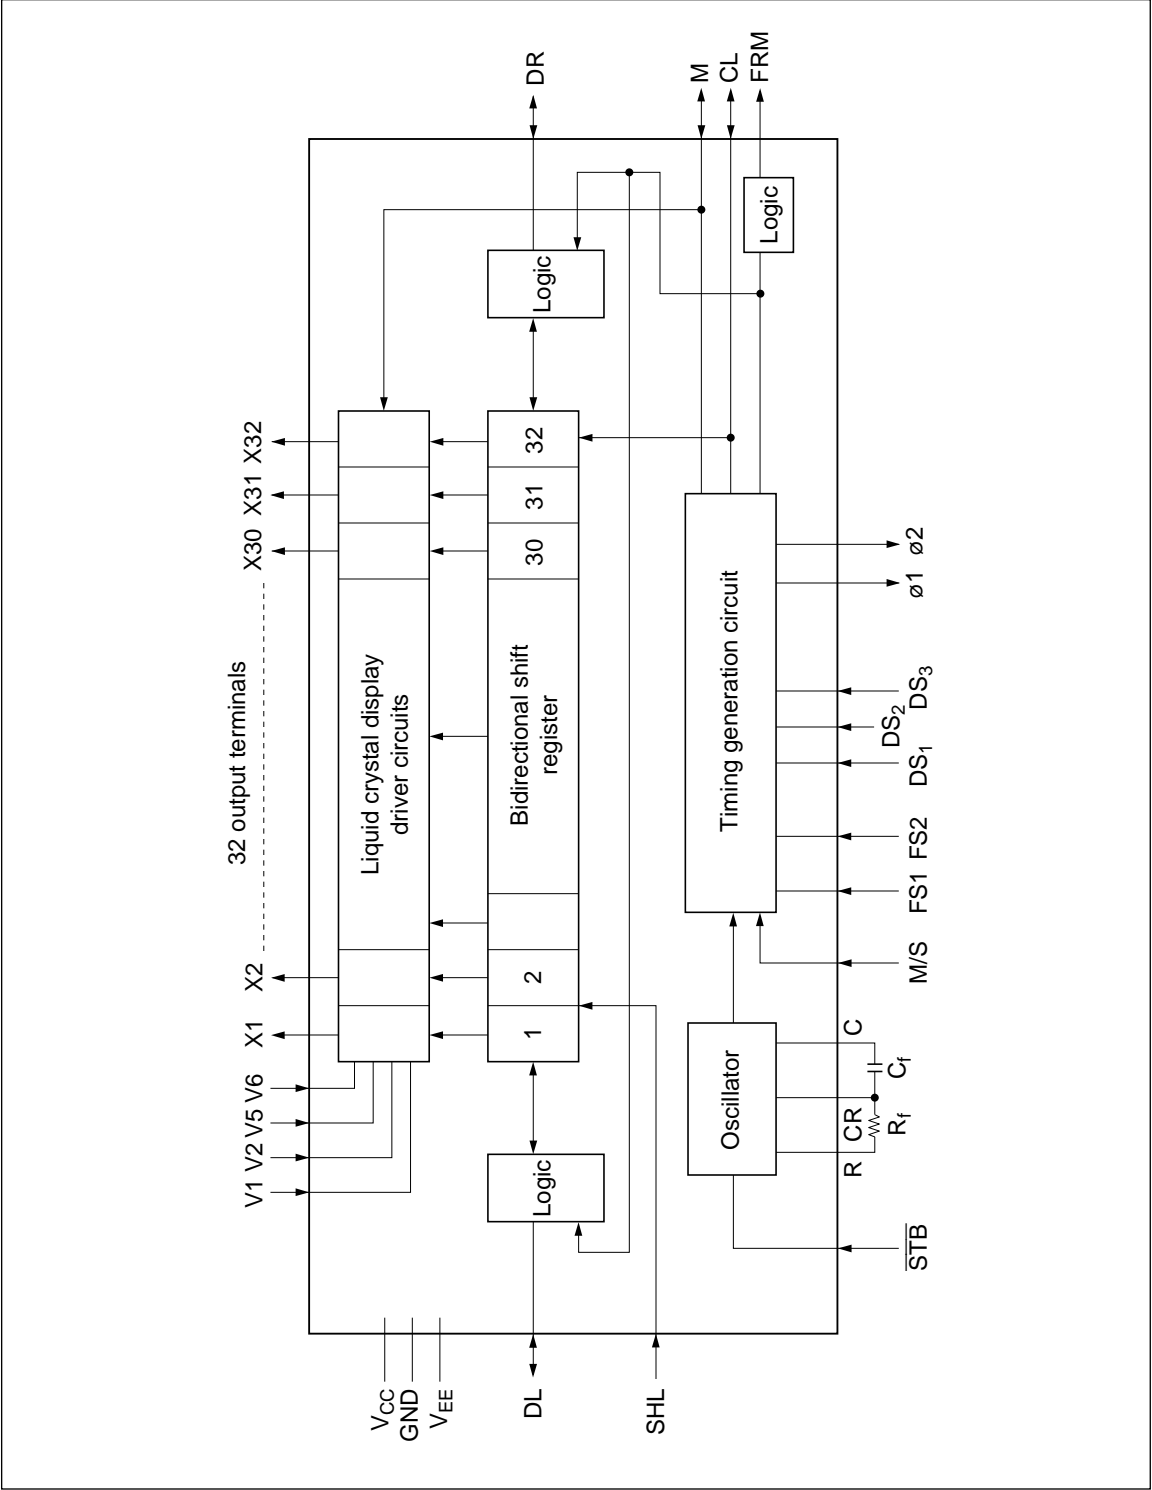 32 output terminals
V1 V2 V5 V6 X1 X2 X30 X31 X32
VCC
GND
VEE
Liquid crystal display
driver circuits
DL
Logic
1 2 30 31 32
Bidirectional shift
register
Logic
DR
SHL
Oscillator
Timing generation circuit
Logic
M
CL
FRM
R CR C
Rf Cf
STB
M/S FS1 FS2 DS1 DS2 DS3 ø1 ø2